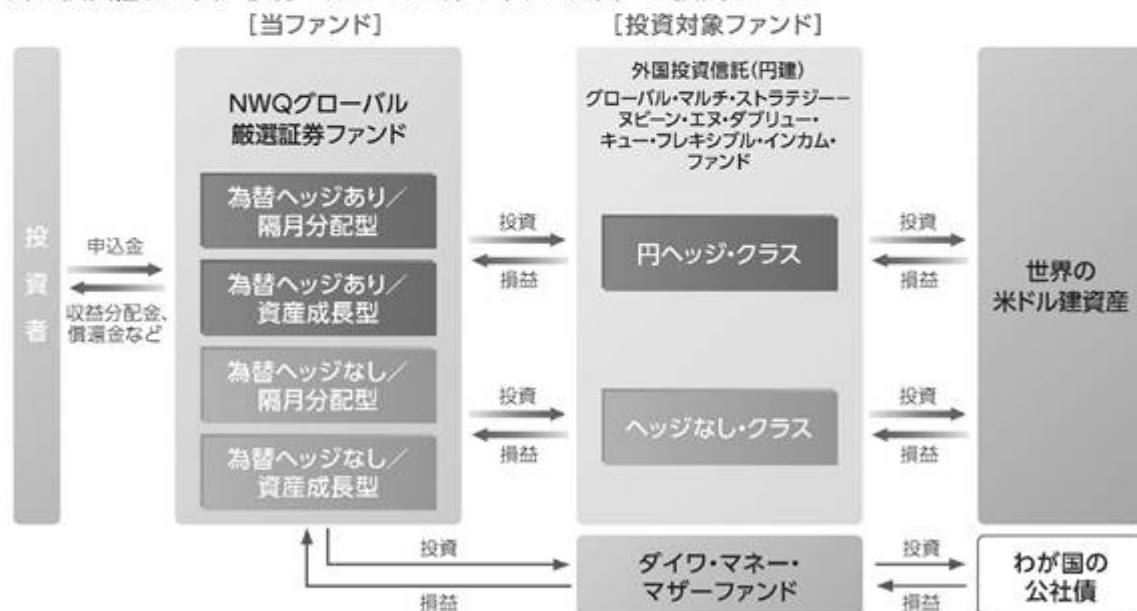 [当ファンド]
[投資対象ファンド]
投資者
申込金
収益分配金、
償還金など
NWQグローバル
厳選証券ファンド
為替ヘッジあり/
隔月分配型
為替ヘッジあり/
資産成長型
為替ヘッジなし/
隔月分配型
為替ヘッジなし/
資産成長型
投資
損益
投資
損益
外国投資信託(円建)
グローバル・マルチ・ストラテジー−
ヌビーン・エヌ・ダブリュー・
キュー・フレキシブル・インカム・
ファンド
円ヘッジ・クラス
ヘッジなし・クラス
投資
損益
投資
損益
世界の
米ドル建資産
投資
損益
ダイワ・マネー・
マザーファンド
投資
損益
わが国の
公社債